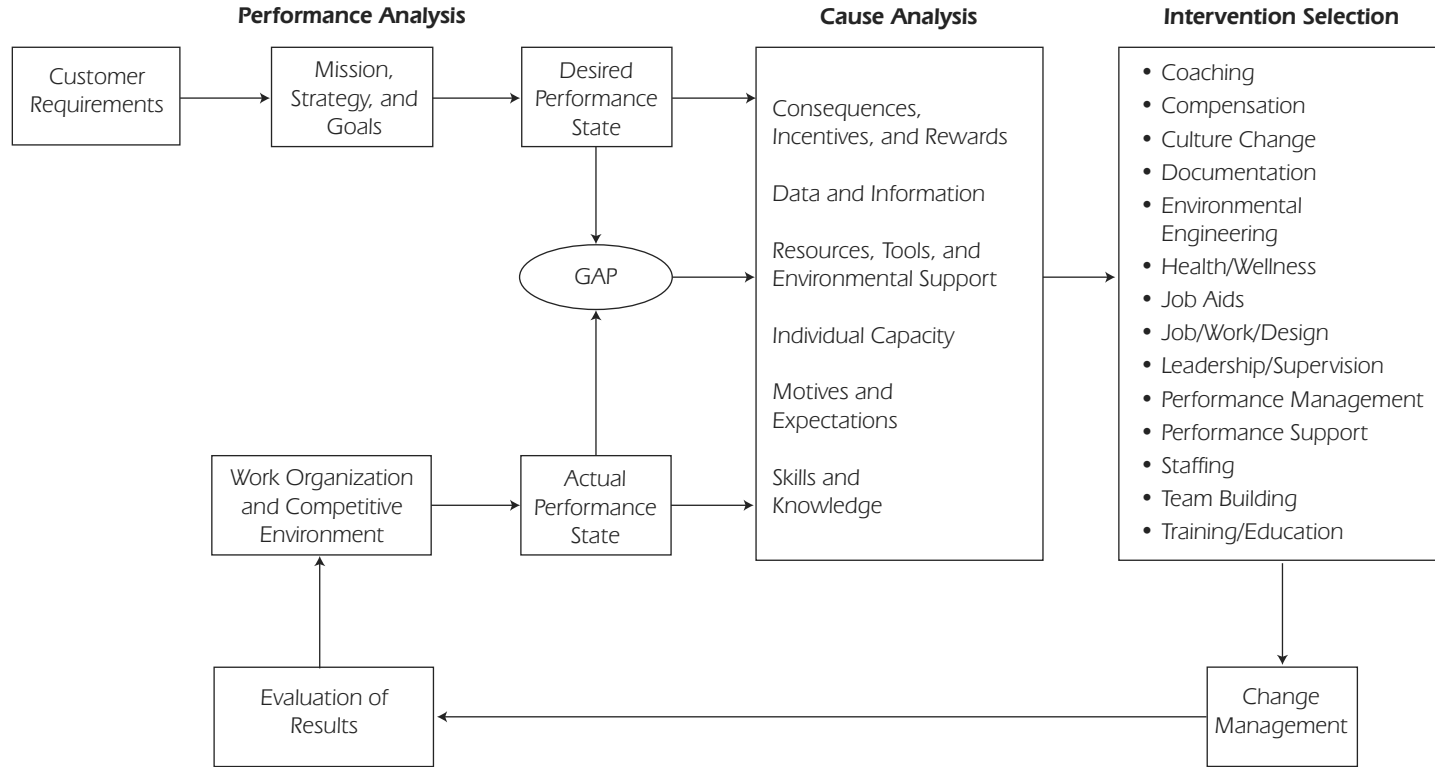 Performance Analysis
Cause Analysis
Intervention Selection
Customer
Requirements
Mission,
Strategy, and
Goals
Desired
Performance
State
GAP
Work Organization
and Competitive
Environment
Actual
Performance
State
Consequences,
Incentives, and Rewards
Data and Information
Resources, Tools, and
Environmental Support
Individual Capacity
Motives and
Expectations
Skills and
Knowledge
• Coaching
• Compensation
• Culture Change
• Documentation
• Environmental
Engineering
• Health/Wellness
• Job Aids
• Job/Work/Design
• Leadership/Supervision
• Performance Management
• Performance Support
• Staffing
• Team Building
• Training/Education
Evaluation of
Results
Change
Management